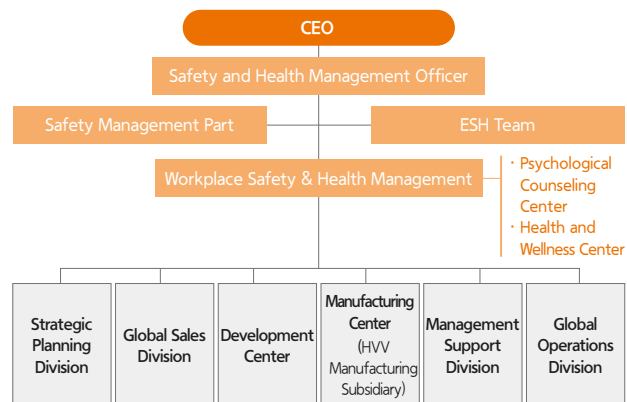 CEO
Safety and Health Management Officer
Safety Management Part
ESH Team
Workplace Safety & Health Management
· Psychological
Counseling
Center
· Health and
Wellness Center
Strategic
Planning
Division
Global Sales
Division
Development
Center
Manufacturing
Center
(HVV
Manufacturing
Subsidiary)
Management
Support
Division
Global
Operations
Division